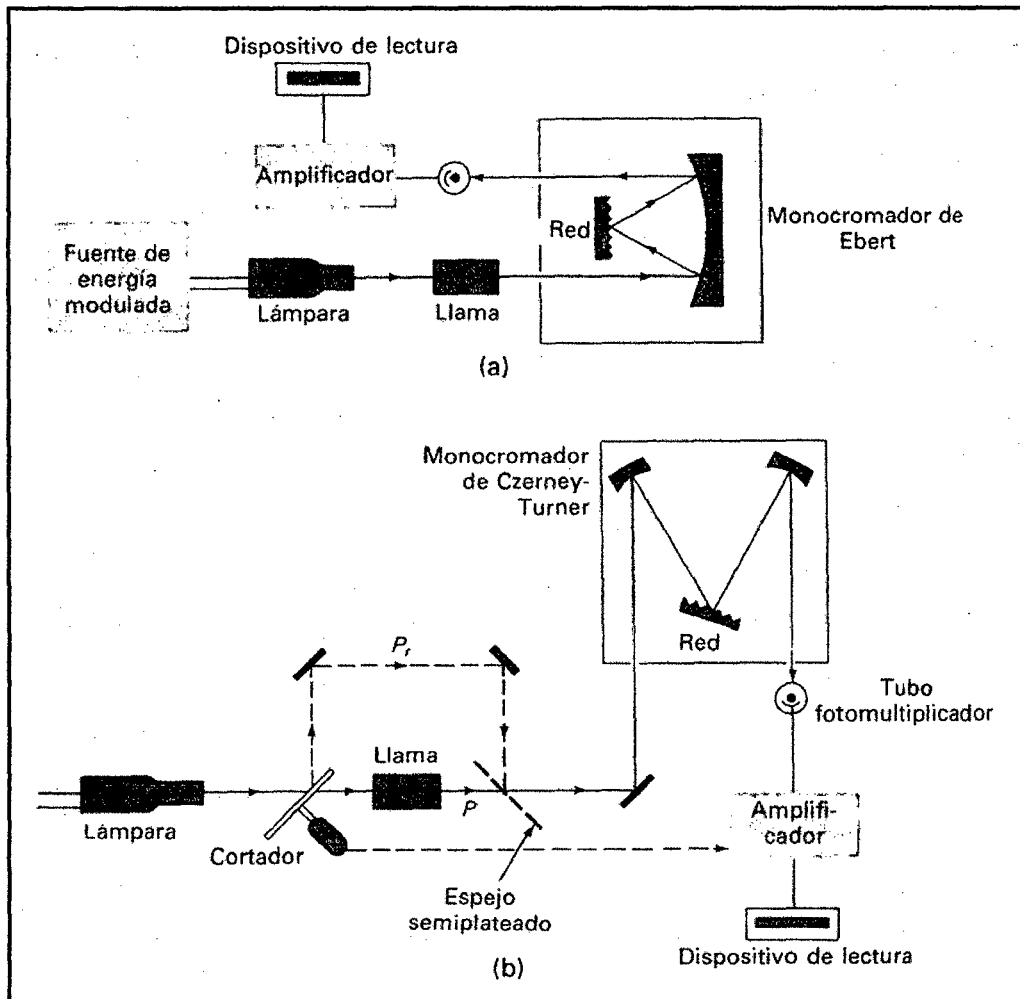 Dispositivo de lectura
Amplificador
Red
Monocromador de
Ebert
Fuente de
energía
modulada
Lámpara
Llama
(a)
Monocromador
de Czerney-
Turner
Red
P_r
Tubo
fotomultiplicador
Llama
P
Lámpara
Cortador
Amplifi-
cador
Espejo
semiplateado
Dispositivo de lectura
(b)